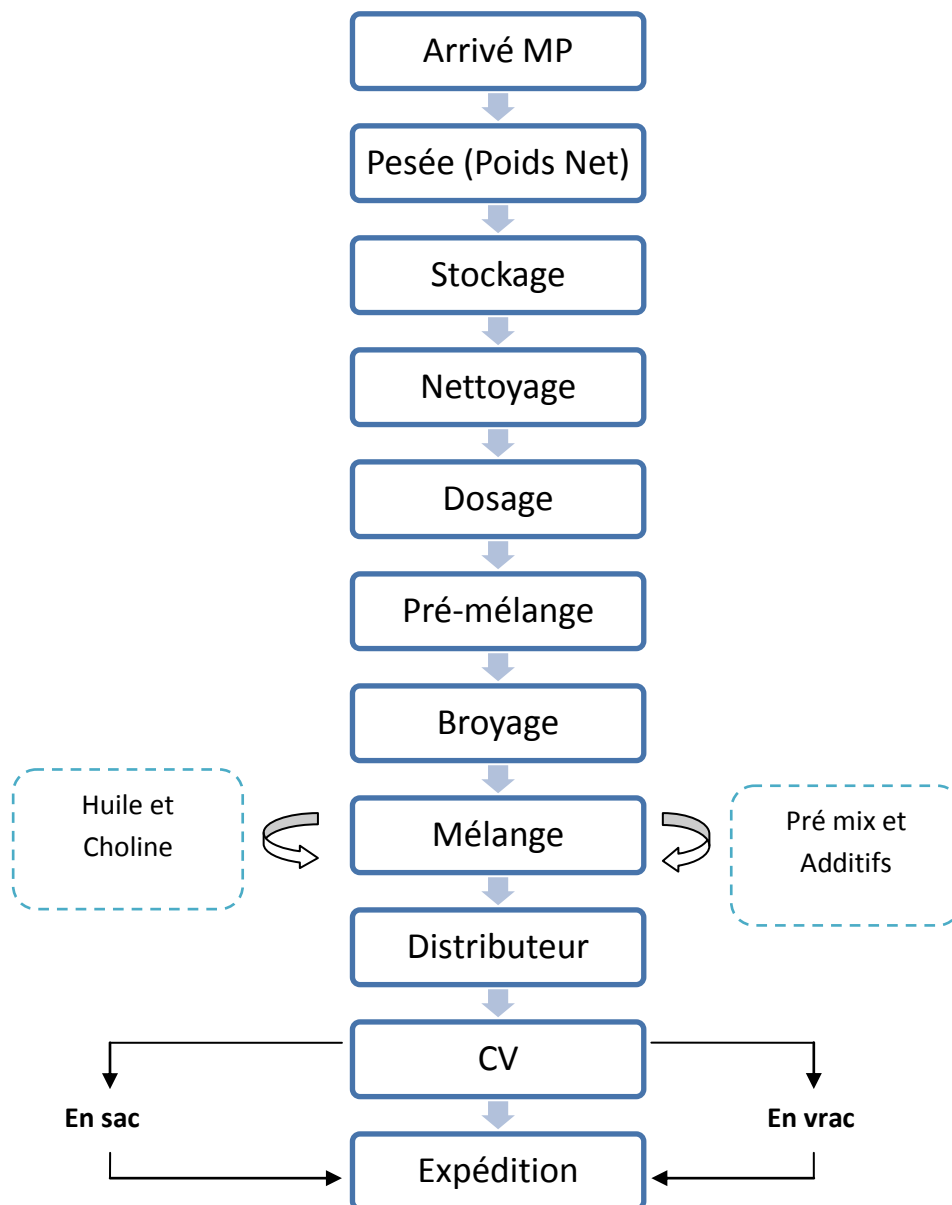 Arrivé MP
Pesée (Poids Net)
Stockage
Nettoyage
Dosage
Pré-mélange
Broyage
Huile et
Choline
Mélange
Pré mix et
Additifs
Distributeur
CV
En sac
En vrac
Expédition